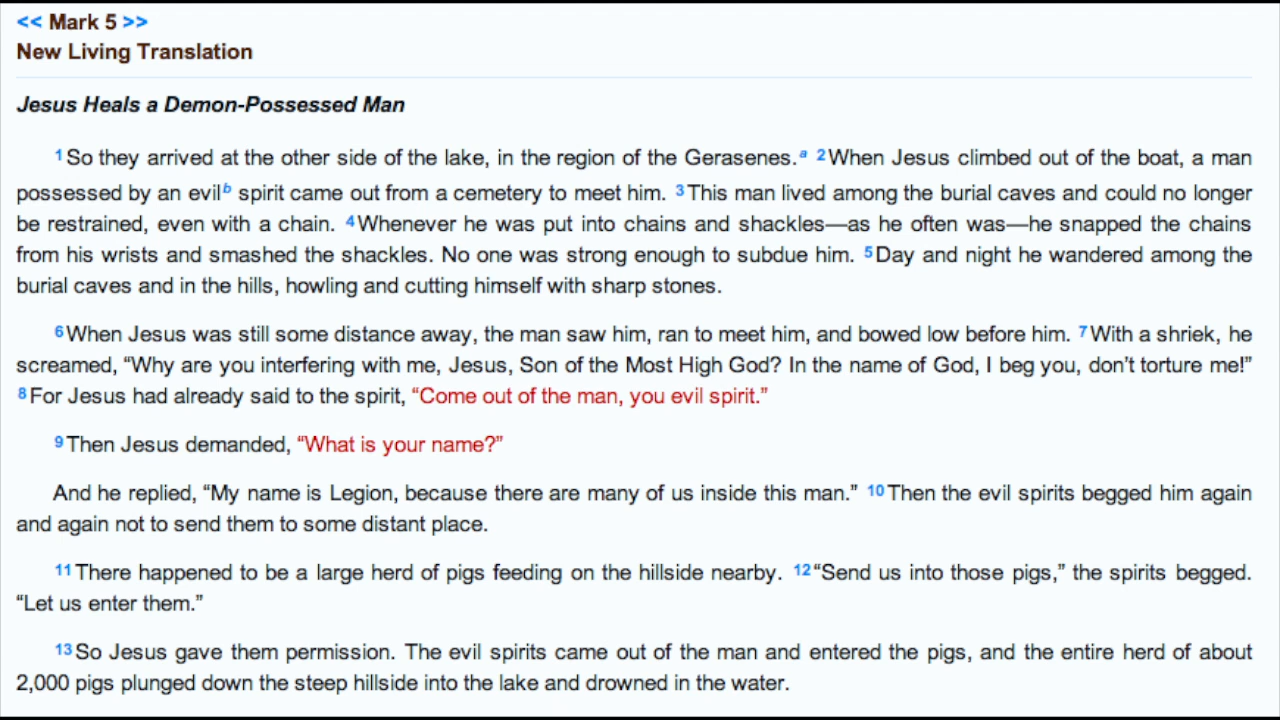 << Mark 5 >>
New Living Translation
Jesus Heals a Demon-Possessed Man
1 So they arrived at the other side of the lake, in the region of the Gerasenes.a 2 When Jesus climbed out of the boat, a man
possessed by an evilb spirit came out from a cemetery to meet him. 3 This man lived among the burial caves and could no longer
be restrained, even with a chain. 4 Whenever he was put into chains and shackles—as he often was—he snapped the chains
from his wrists and smashed the shackles. No one was strong enough to subdue him. 5 Day and night he wandered among the
burial caves and in the hills, howling and cutting himself with sharp stones.
6 When Jesus was still some distance away, the man saw him, ran to meet him, and bowed low before him. 7 With a shriek, he
screamed, “Why are you interfering with me, Jesus, Son of the Most High God? In the name of God, I beg you, don’t torture me!”
8 For Jesus had already said to the spirit, “Come out of the man, you evil spirit.”
9 Then Jesus demanded, “What is your name?”
And he replied, “My name is Legion, because there are many of us inside this man.” 10 Then the evil spirits begged him again
and again not to send them to some distant place.
11 There happened to be a large herd of pigs feeding on the hillside nearby. 12 “Send us into those pigs,” the spirits begged.
“Let us enter them.”
13 So Jesus gave them permission. The evil spirits came out of the man and entered the pigs, and the entire herd of about
2,000 pigs plunged down the steep hillside into the lake and drowned in the water.